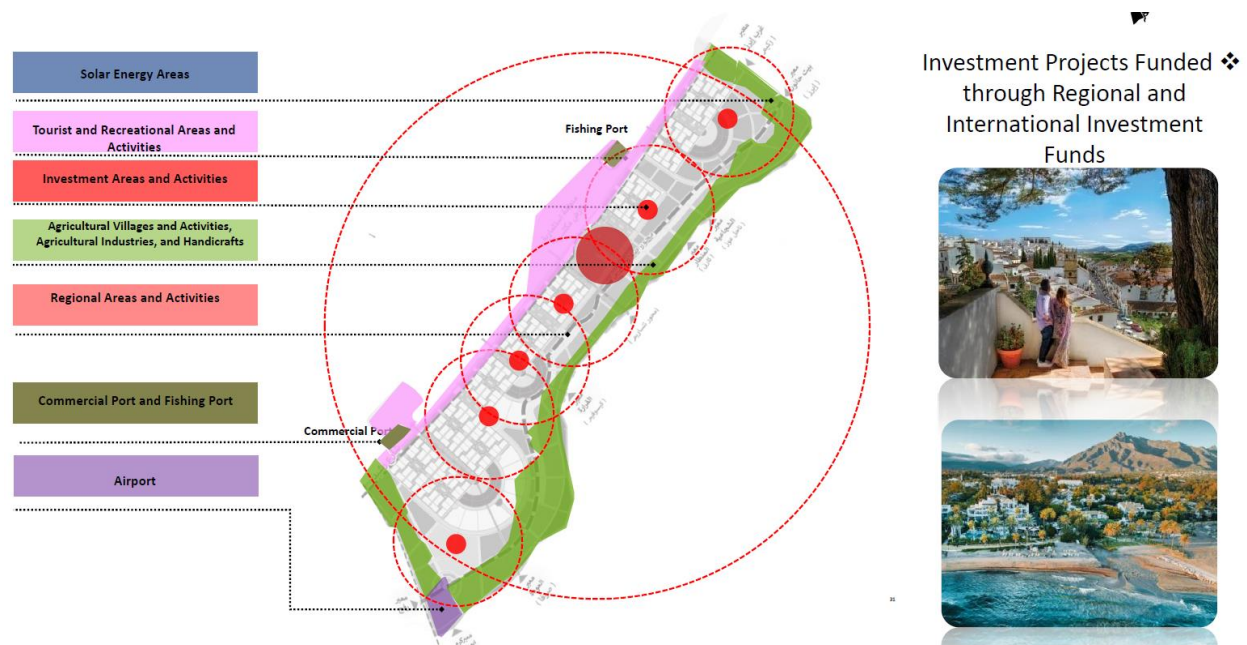 Solar Energy Areas
Tourist and Recreational Areas and
Activities
Investment Areas and Activities
Agricultural Villages and Activities,
Agricultural Industries, and Handicrafts
Regional Areas and Activities
Commercial Port and Fishing Port
Airport
Fishing Port
Commercial Port
Investment Projects Funded ❖
through Regional and
International Investment
Funds
31